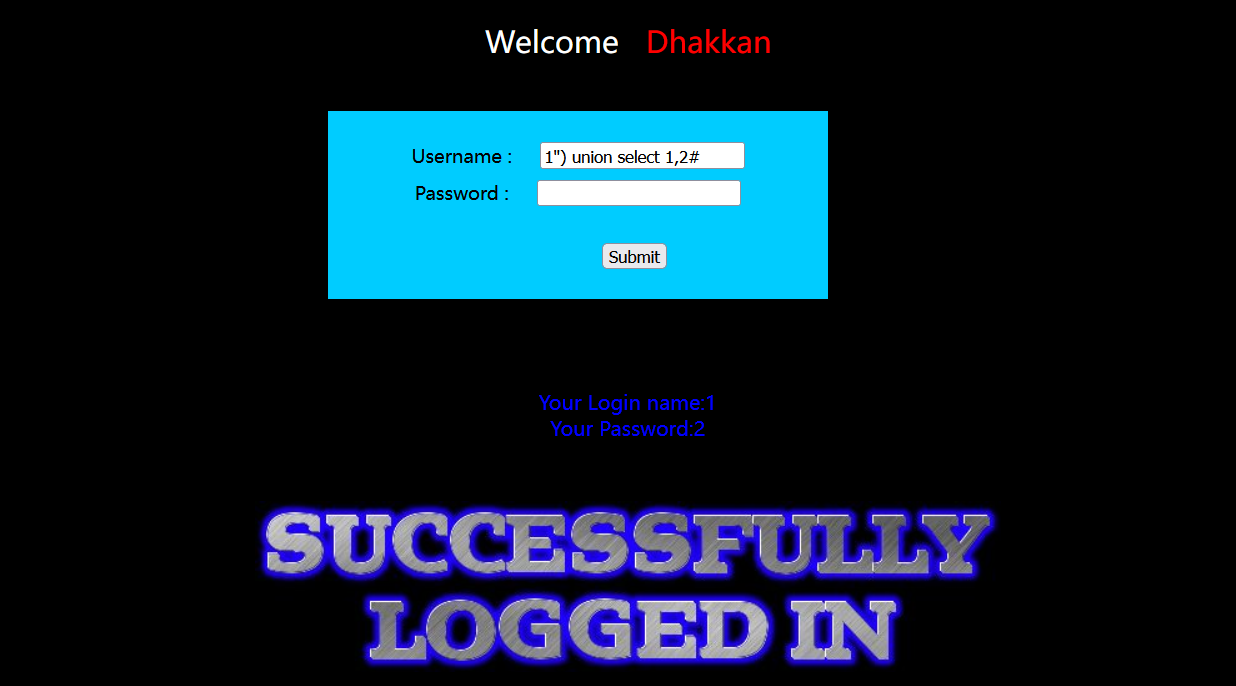 Welcome Dhakkan
Username : 1") union select 1,2#
Password :
Submit
Your Login name:1
Your Password:2
SUCCESSFULLY
LOGGED IN